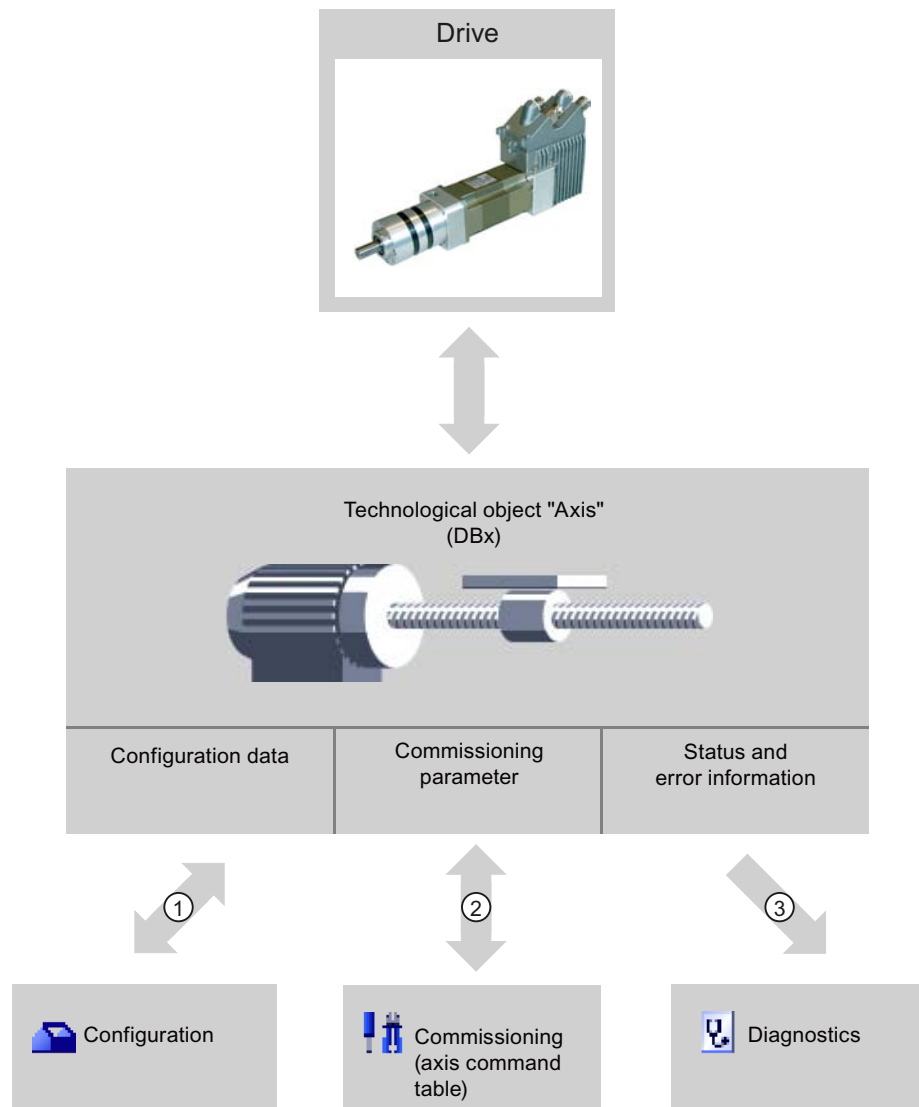 Drive
Technological object "Axis"
(DBx)
Configuration data
Commissioning
parameter
Status and
error information
1
2
3
Configuration
Commissioning
(axis command
table)
Diagnostics